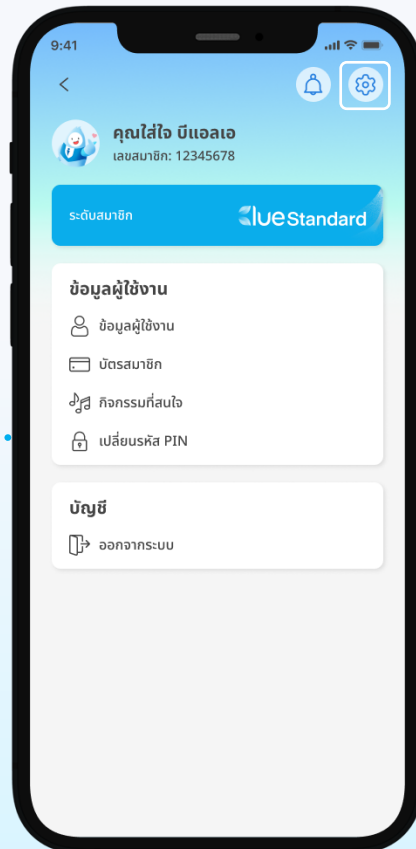 9:41
คุณใส่ใจ บีแอลเอ
เลขสมาชิก: 12345678
ระดับสมาชิก
Blue Standard
ข้อมูลผู้ใช้งาน
ข้อมูลผู้ใช้งาน
บัตรสมาชิก
กิจกรรมที่สนใจ
เปลี่ยนรหัส PIN
บัญชี
ออกจากระบบ